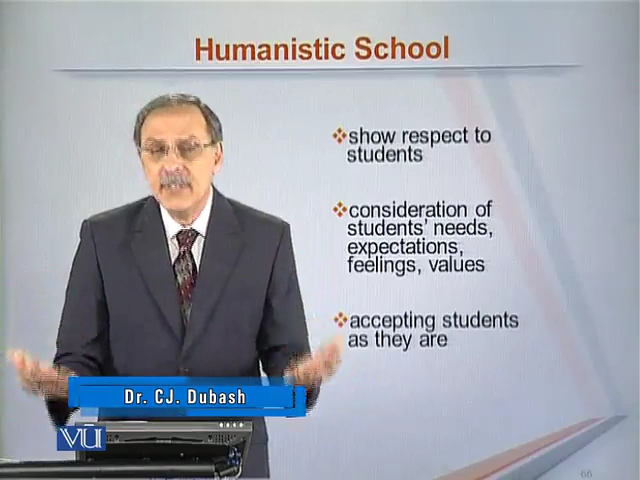 Humanistic School
❖show respect to
students
❖consideration of
students' needs,
expectations,
feelings, values
❖accepting students
as they are
Dr. CJ. Dubash
VU
66